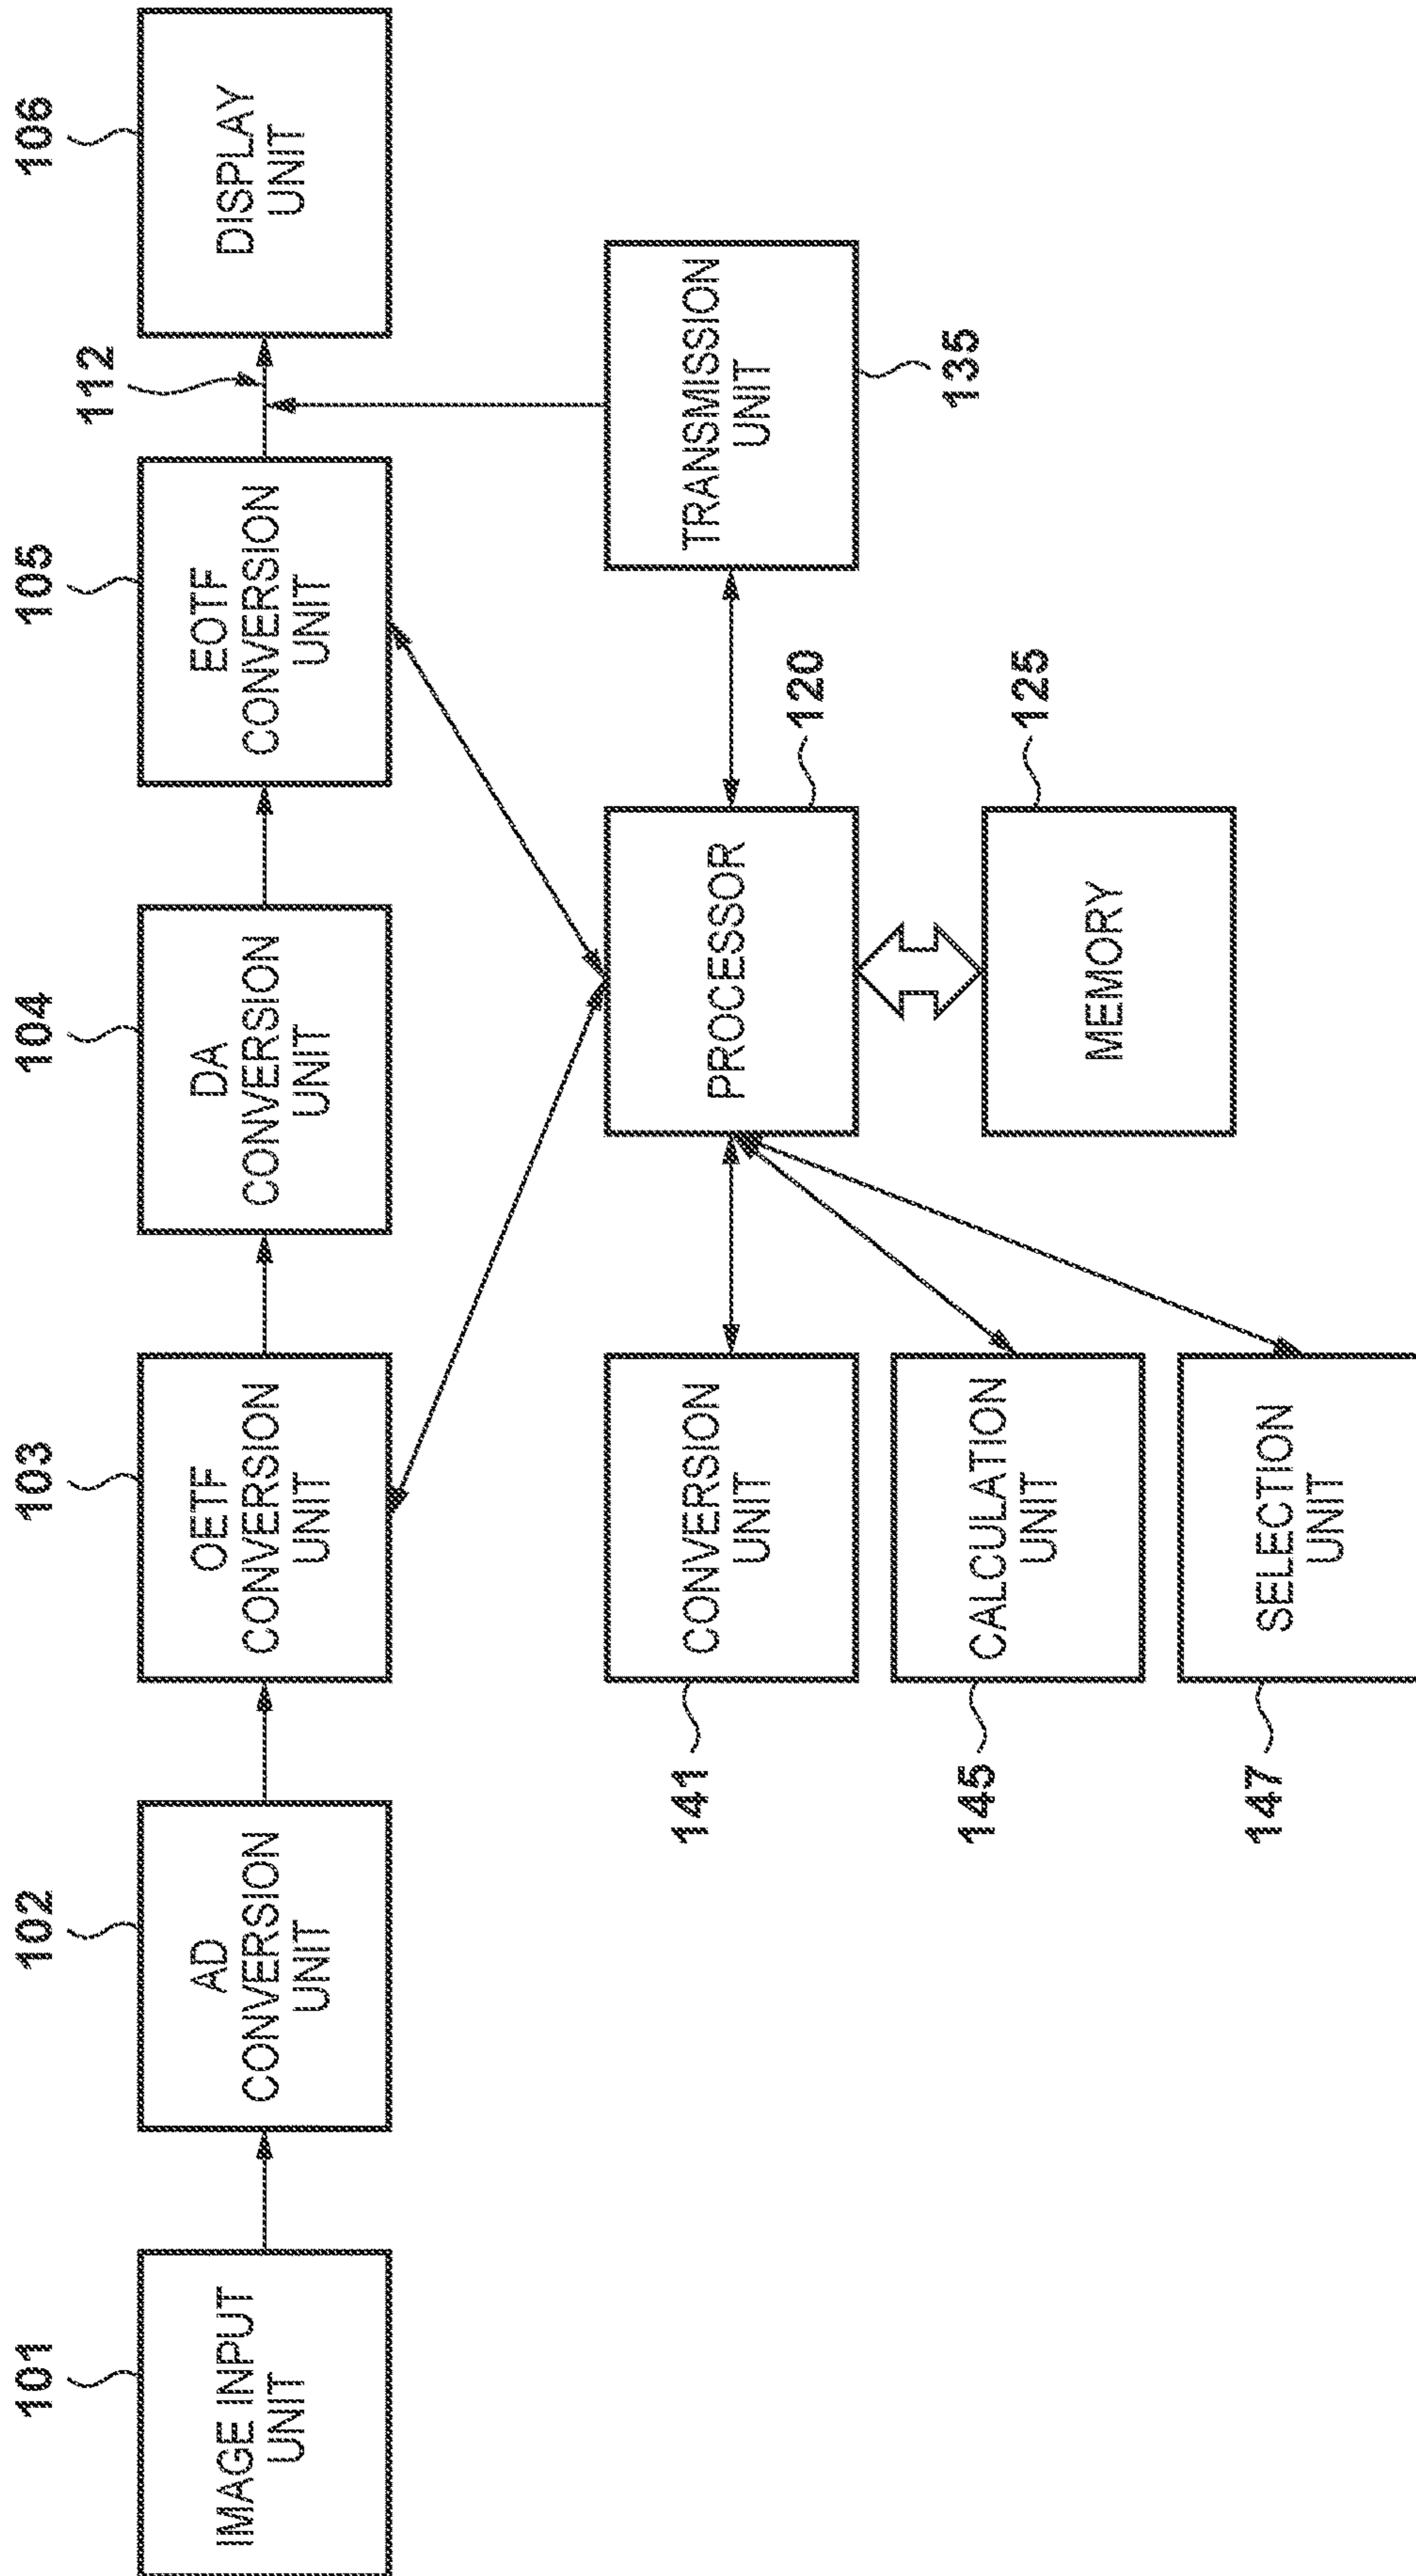 101
IMAGE INPUT
UNIT
102
AD
CONVERSION
UNIT
103
OETF
CONVERSION
UNIT
104
DA
CONVERSION
UNIT
105
EOTF
CONVERSION
UNIT
112
106
DISPLAY
UNIT
141
CONVERSION
UNIT
PROCESSOR
120
TRANSMISSION
UNIT
135
145
CALCULATION
UNIT
MEMORY
125
147
SELECTION
UNIT